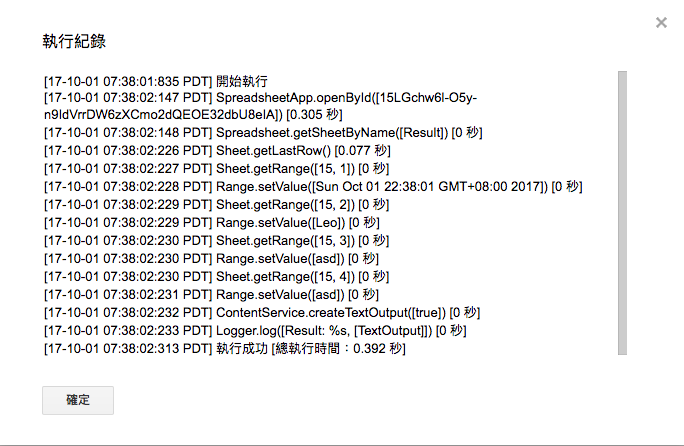 執行紀錄
×
[17-10-01 07:38:01:835 PDT] 開始執行
[17-10-01 07:38:02:147 PDT] SpreadsheetApp.openById([15LGchw6l-O5y-
n9IdVrrDW6zXCmo2dQEOE32dbU8eIA]) [0.305 秒]
[17-10-01 07:38:02:148 PDT] Spreadsheet.getSheetByName([Result]) [0 秒]
[17-10-01 07:38:02:226 PDT] Sheet.getLastRow() [0.077 秒]
[17-10-01 07:38:02:227 PDT] Sheet.getRange([15, 1]) [0 秒]
[17-10-01 07:38:02:228 PDT] Range.setValue([Sun Oct 01 22:38:01 GMT+08:00 2017]) [0 秒]
[17-10-01 07:38:02:229 PDT] Sheet.getRange([15, 2]) [0 秒]
[17-10-01 07:38:02:229 PDT] Range.setValue([Leo]) [0 秒]
[17-10-01 07:38:02:230 PDT] Sheet.getRange([15, 3]) [0 秒]
[17-10-01 07:38:02:230 PDT] Range.setValue([asd]) [0 秒]
[17-10-01 07:38:02:230 PDT] Sheet.getRange([15, 4]) [0 秒]
[17-10-01 07:38:02:231 PDT] Range.setValue([asd]) [0 秒]
[17-10-01 07:38:02:232 PDT] ContentService.createTextOutput([true]) [0 秒]
[17-10-01 07:38:02:233 PDT] Logger.log([Result: %s, [TextOutput]]) [0 秒]
[17-10-01 07:38:02:313 PDT] 執行成功 [總執行時間：0.392 秒]
確定